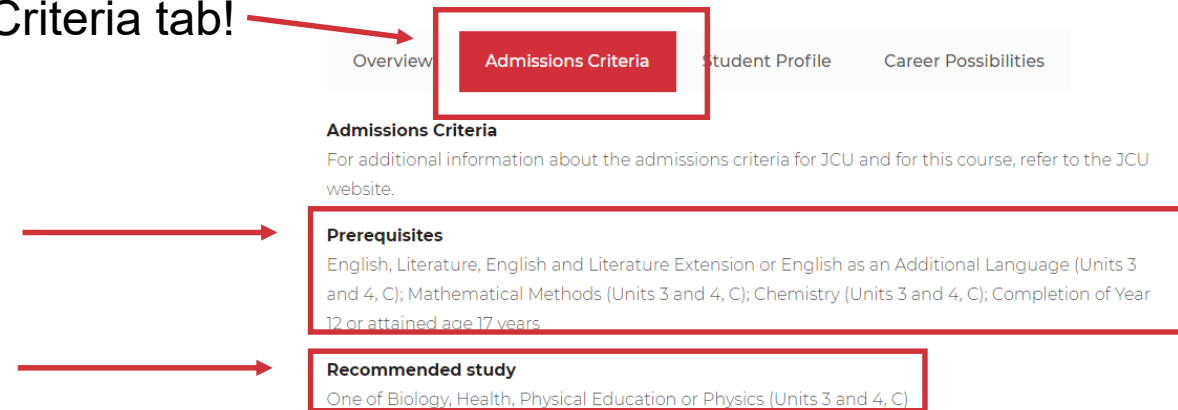 Criteria tab!
Overview Admissions Criteria Student Profile Career Possibilities
Admissions Criteria
For additional information about the admissions criteria for JCU and for this course, refer to the JCU
website.
Prerequisites
English, Literature, English and Literature Extension or English as an Additional Language (Units 3
and 4, C); Mathematical Methods (Units 3 and 4, C); Chemistry (Units 3 and 4, C); Completion of Year
12 or attained age 17 years
Recommended study
One of Biology, Health, Physical Education or Physics (Units 3 and 4, C)